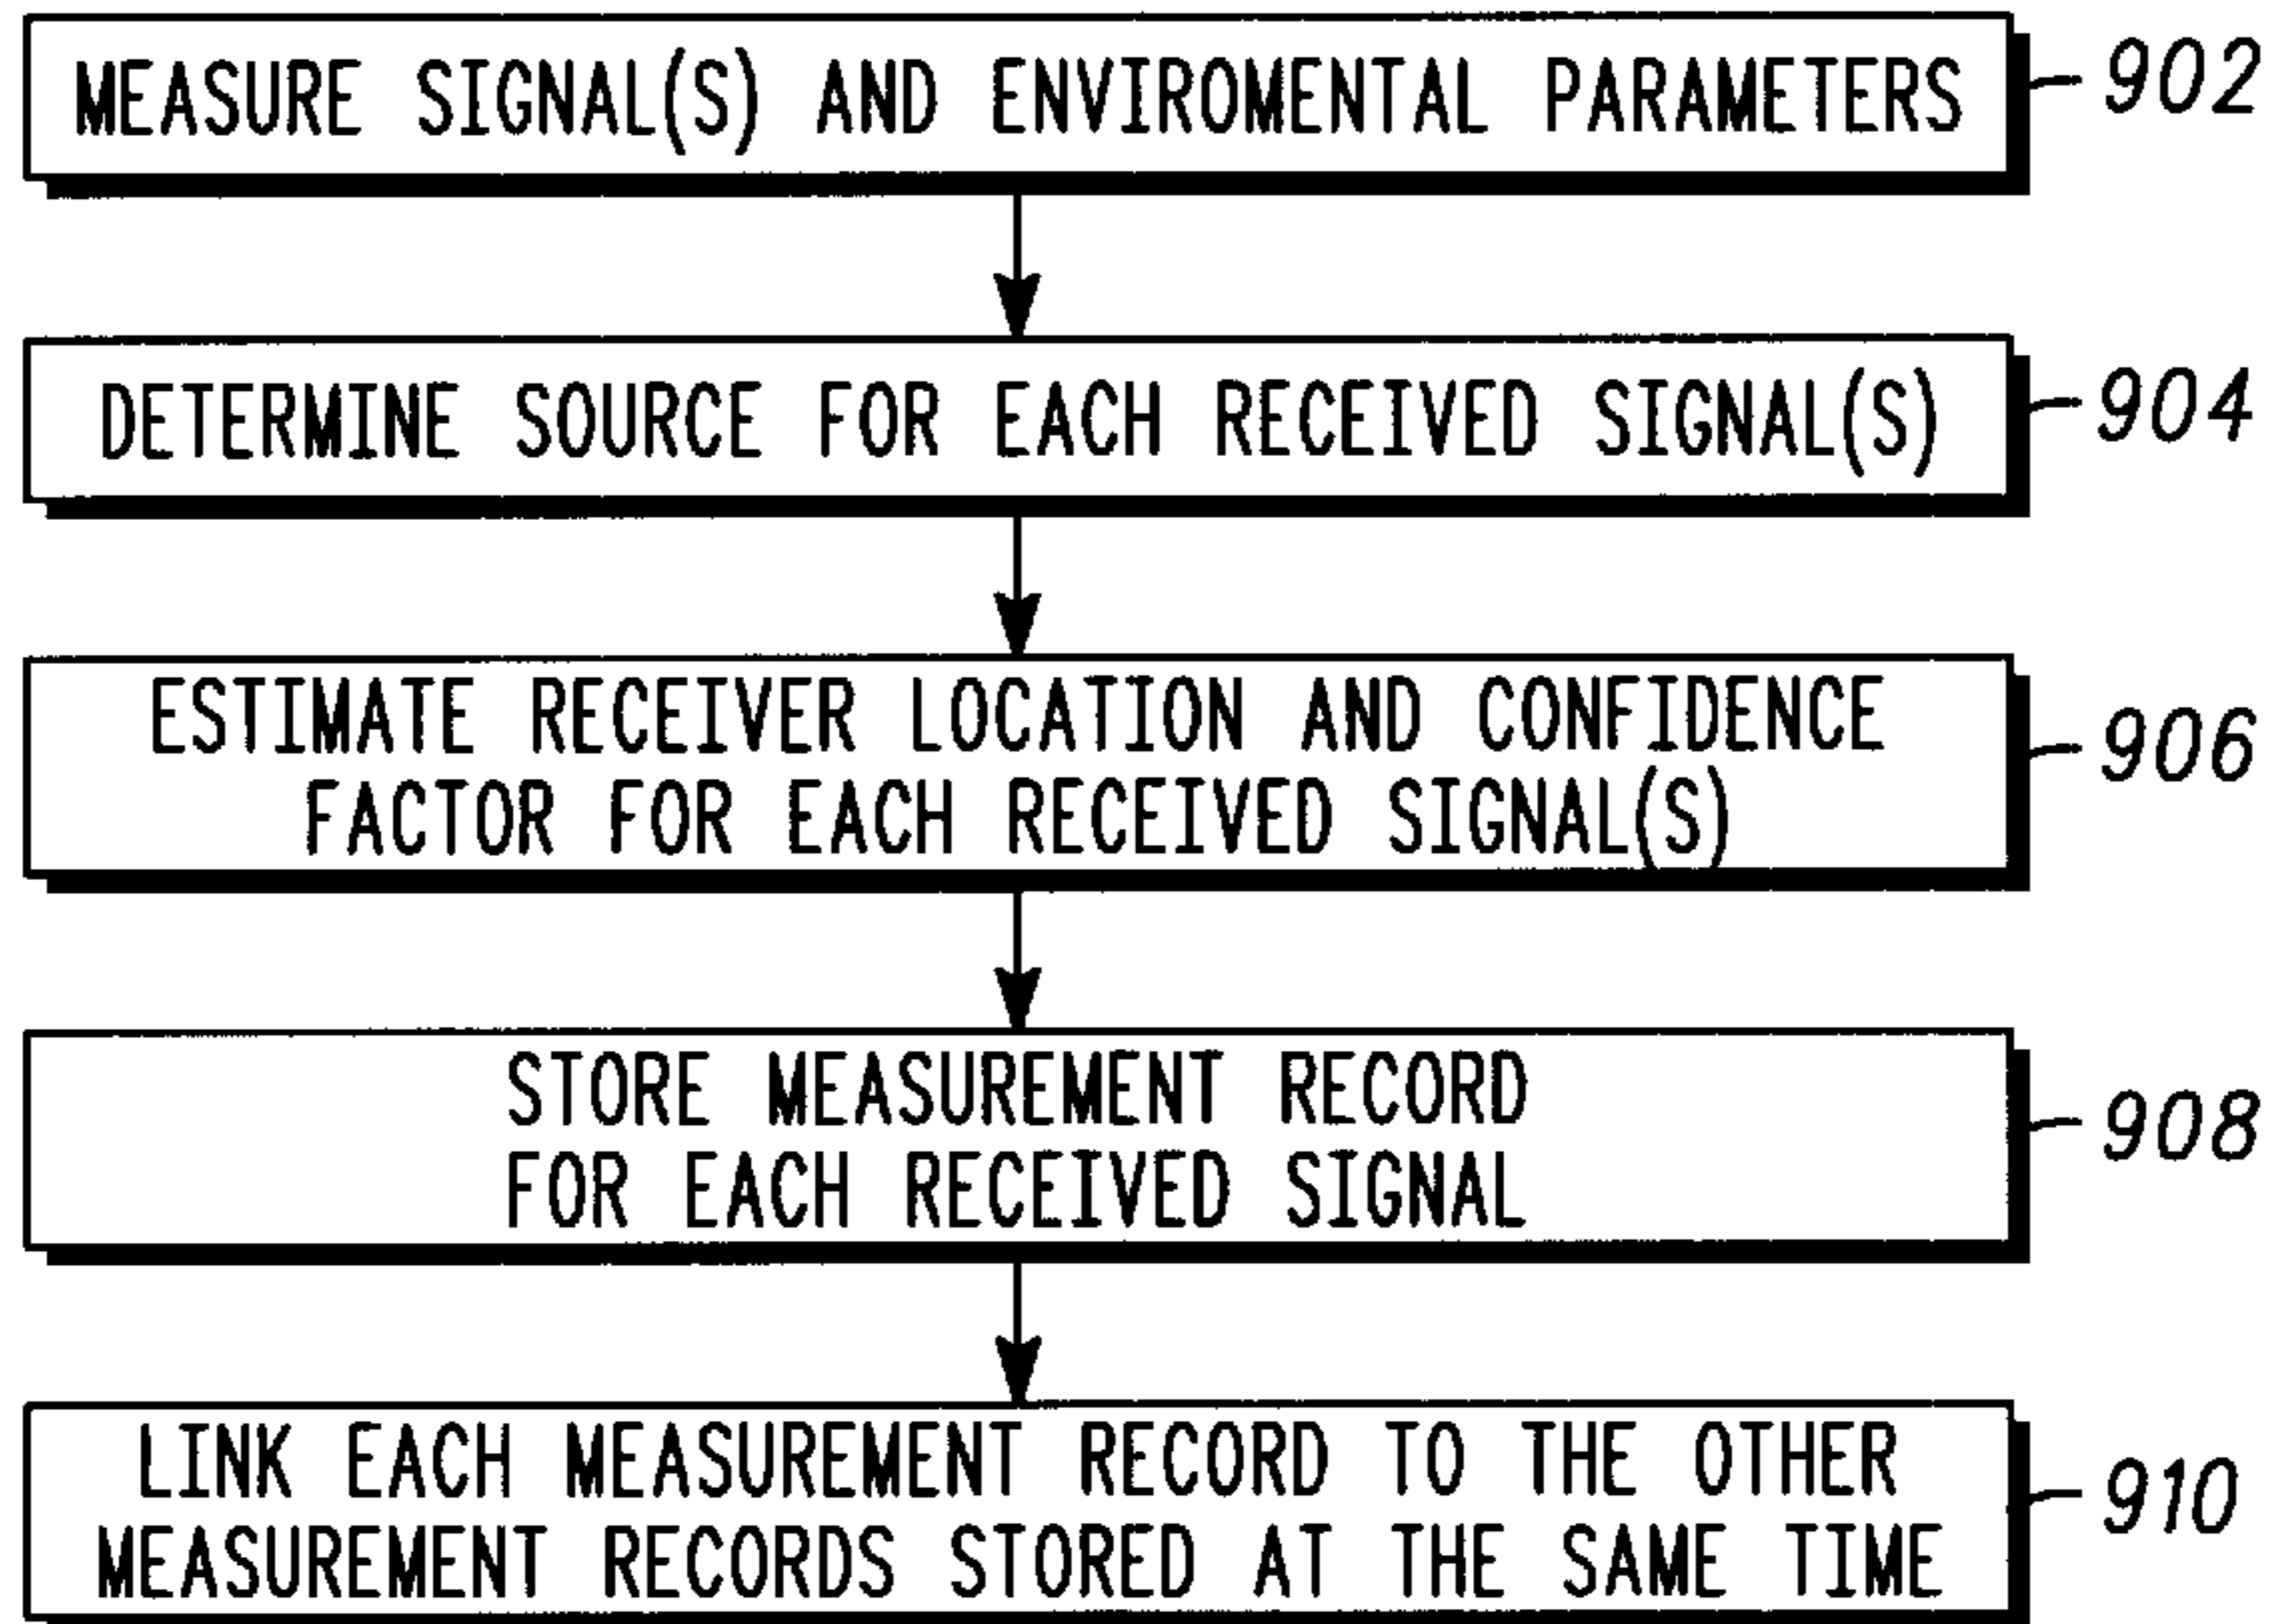 MEASURE SIGNAL(S) AND ENVIROMENTAL PARAMETERS
902
DETERMINE SOURCE FOR EACH RECEIVED SIGNAL(S)
904
ESTIMATE RECEIVER LOCATION AND CONFIDENCE
FACTOR FOR EACH RECEIVED SIGNAL(S)
906
STORE MEASUREMENT RECORD
FOR EACH RECEIVED SIGNAL
908
LINK EACH MEASUREMENT RECORD TO THE OTHER
MEASUREMENT RECORDS STORED AT THE SAME TIME
910